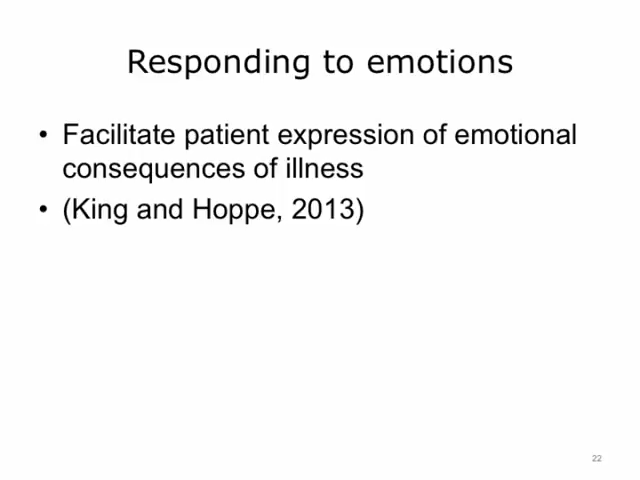 Responding to emotions
• Facilitate patient expression of emotional
consequences of illness
• (King and Hoppe, 2013)
22